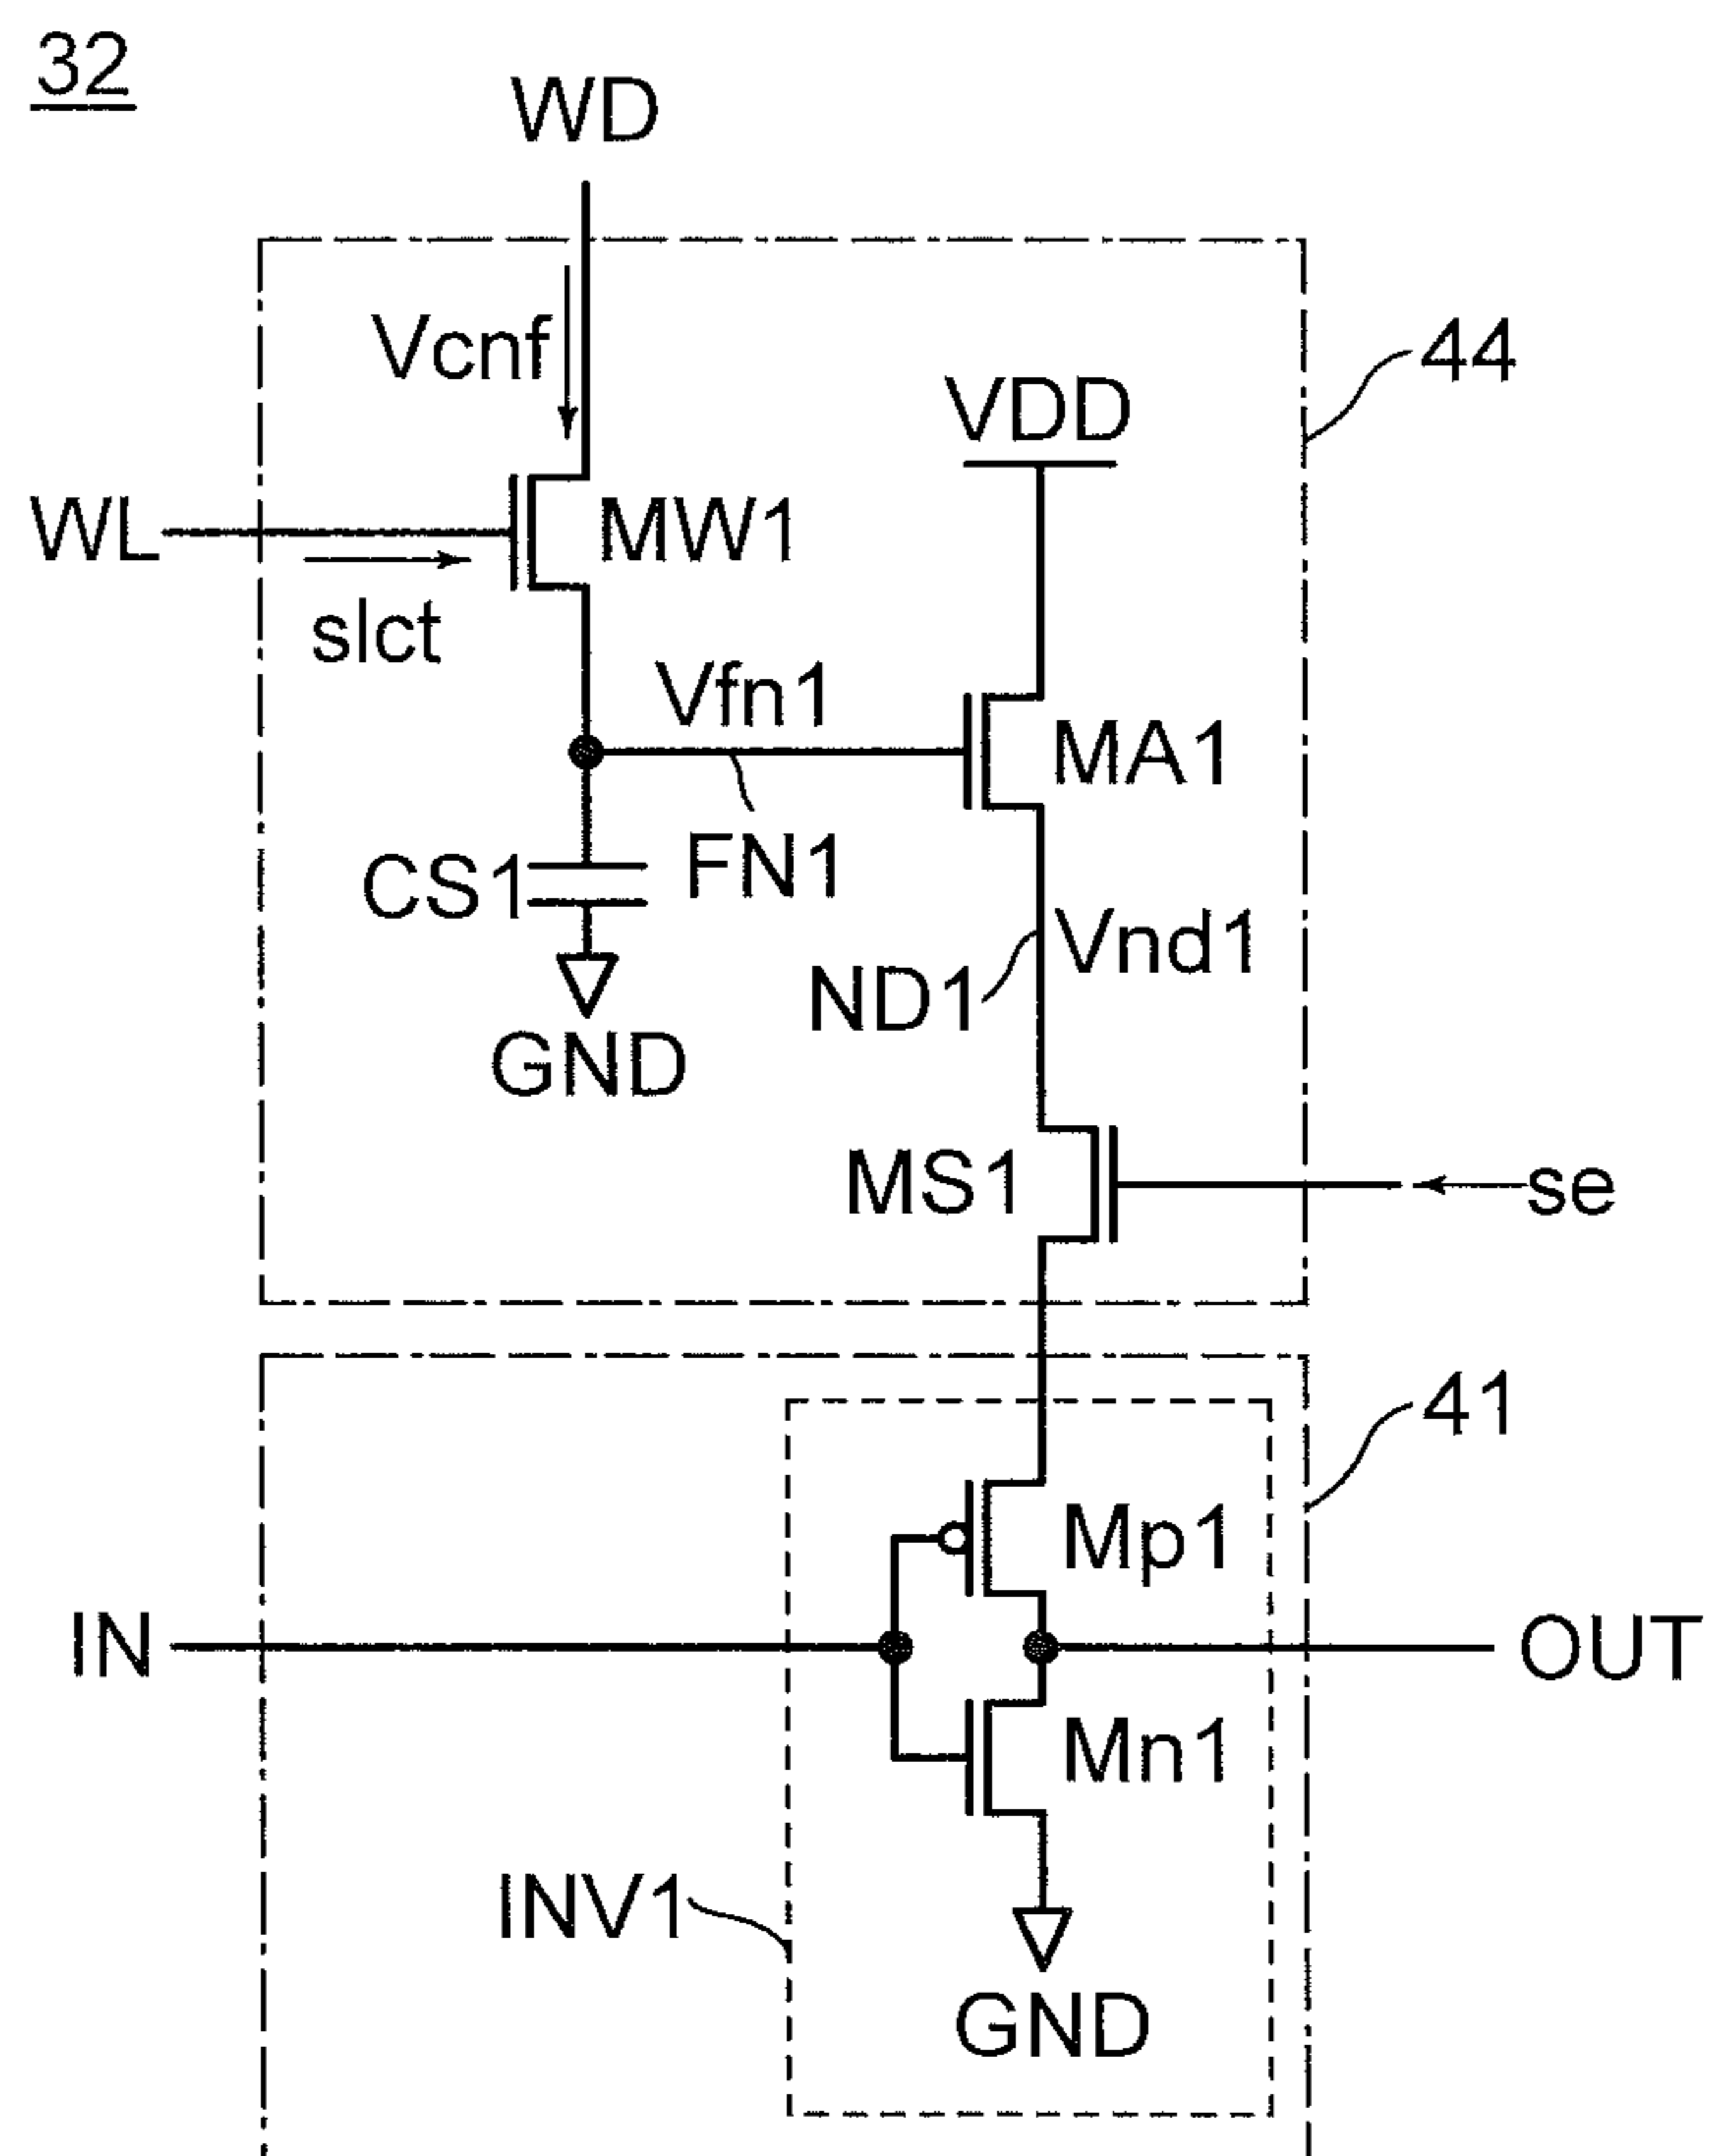 32
WD
Vcnf
44
VDD
WL
MW1
slct
Vfn1
MA1
CS1
FN1
Vnd1
ND1
GND
MS1
se
41
Mp1
IN
OUT
Mn1
INV1
GND